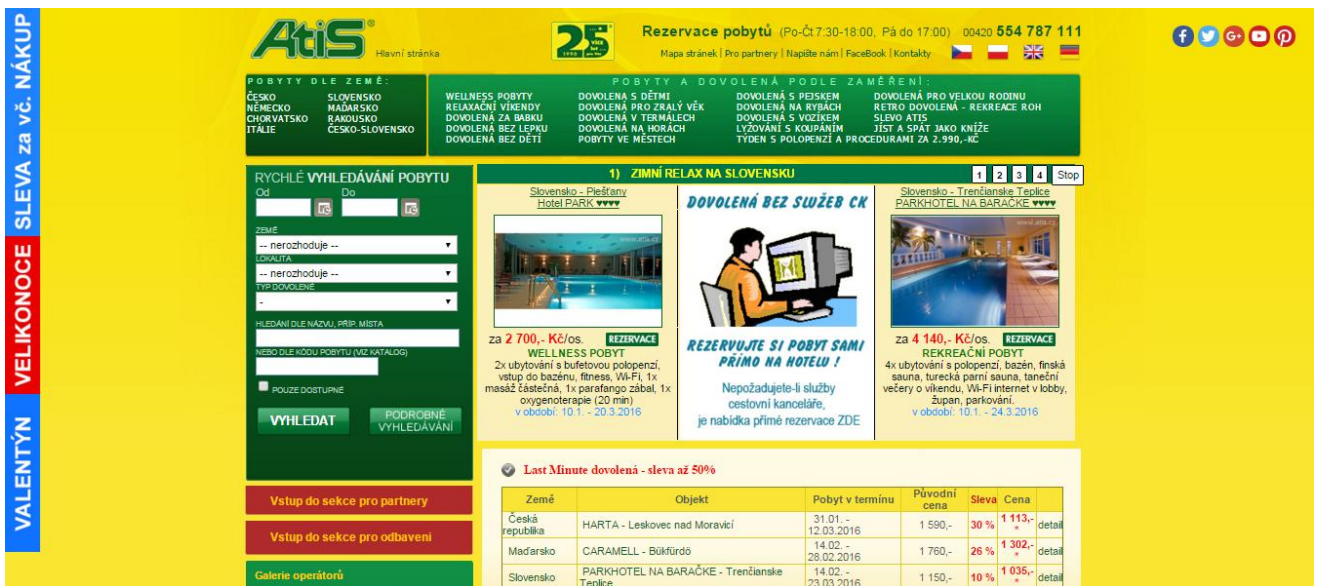 SLEVA za vč. NÁKUP
VELIKONOCE
VALENTÝN
AtiS®
Hlavní stránka
25 více let...
Rezervace pobytů (Po-Čt 7:30-18:00, Pá do 17:00) 00420 554 787 111
Mapa stránek | Pro partnery | Napište nám | FaceBook | Kontakty
POBYTY DLE ZEMĚ:
ČESKO SLOVENSKO
NĚMECKO MAĎARSKO
CHORVATSKO RAKOUSKO
ITÁLIE ČESKO-SLOVENSKO
POBYTY A DOVOLENÁ PODLE ZAMĚŘENÍ:
WELLNESS POBYTY DOVOLENÁ S DĚTMI DOVOLENÁ S PEJSKEM DOVOLENÁ PRO VELKOU RODINU
RELAXAČNÍ VÍKENDY DOVOLENÁ PRO ZRALÝ VĚK DOVOLENÁ NA RYBÁCH RETRO DOVOLENÁ - REKREACE ROH
DOVOLENÁ ZA BABKU DOVOLENÁ V TERMÁLECH DOVOLENÁ S VOZÍKEM SLEVO ATIS
DOVOLENÁ BEZ LEPKU DOVOLENÁ NA HORÁCH LYŽOVÁNÍ S KOUPÁNÍM JÍST A SPÁT JAKO KNÍŽE
DOVOLENÁ BEZ DĚTÍ POBYTY VE MĚSTECH TÝDEN S POLOPENZÍ A PROCEDURAMI ZA 2.990,-KČ
RYCHLÉ VYHLEDÁVÁNÍ POBYTU
Od Do
ZEMĚ
-- nerozhoduje --
LOKALITA
-- nerozhoduje --
TYP DOVOLENÉ
-
HLEDÁNÍ DLE NÁZVU, PŘÍP. MÍSTA
NEBO DLE KÓDU POBYTU (VIZ KATALOG)
POUZE DOSTUPNÉ
VYHLEDAT
PODROBNÉ
VYHLEDÁVÁNÍ
Vstup do sekce pro partnery
Vstup do sekce pro odbavení
Galerie operátorů
1) ZIMNÍ RELAX NA SLOVENSKU
1 2 3 4 Stop
Slovensko - Piešťany
Hotel PARK ♥♥♥♥
www.atis.cz
za 2 700,- Kč/os. REZERVACE
WELLNESS POBYT
2x ubytování s bufetovou polopenzí,
vstup do bazénu, fitness, Wi-Fi, 1x
masáž částečná, 1x parafango zábal, 1x
oxygenoterapie (20 min)
v období: 10.1. - 20.3.2016
DOVOLENÁ BEZ SLUŽEB CK
REZERVUJTE SI POBYT SAMI
PŘÍMO NA HOTELU !
Nepožadujete-li služby
cestovní kanceláře,
je nabídka přímé rezervace ZDE
Slovensko - Trenčianske Teplice
PARKHOTEL NA BARAČKE ♥♥♥♥
www.atis.cz
za 4 140,- Kč/os. REZERVACE
REKREAČNÍ POBYT
4x ubytování s polopenzí, bazén, finská
sauna, turecká parní sauna, taneční
večery o víkendu, Wi-Fi internet v lobby,
župan, parkování.
v období: 10.1. - 24.3.2016
Last Minute dovolená - sleva až 50%
Země Objekt Pobyt v termínu Původní cena Sleva Cena
Česká republika HARTA - Leskovec nad Moravicí 31.01. - 12.03.2016 1 590,- 30 % 1 113,- * detail
Maďarsko CARAMELL - Bükfürdő 14.02. - 28.02.2016 1 760,- 26 % 1 302,- * detail
Slovensko PARKHOTEL NA BARAČKE - Trenčianske Teplice 14.02. - 23.03.2016 1 150,- 10 % 1 035,- * detail